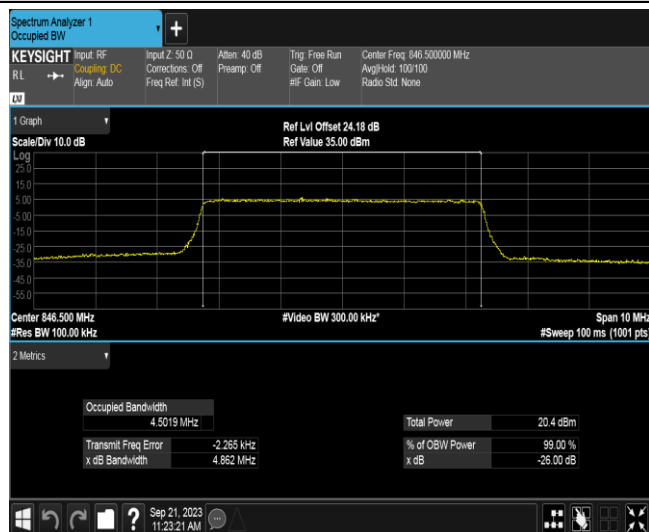 Spectrum Analyzer 1
Occupied BW
+
KEYSIGHT
RL
LXI
Input: RF
Coupling: DC
Align: Auto
Input Z: 50 Ω
Corrections: Off
Freq Ref: Int (S)
Atten: 40 dB
Preamp: Off
Trig: Free Run
Gate: Off
#IF Gain: Low
Center Freq: 846.500000 MHz
Avg|Hold: 100/100
Radio Std: None
1 Graph
Scale/Div 10.0 dB
Ref Lvl Offset 24.18 dB
Ref Value 35.00 dBm
Log
25.0
15.0
5.00
-5.00
-15.0
-25.0
-35.0
-45.0
-55.0
Center 846.500 MHz
#Video BW 300.00 kHz*
Span 10 MHz
#Res BW 100.00 kHz
#Sweep 100 ms (1001 pts)
2 Metrics
Occupied Bandwidth
4.5019 MHz
Total Power 20.4 dBm
Transmit Freq Error -2.265 kHz
% of OBW Power 99.00 %
x dB Bandwidth 4.862 MHz
x dB -26.00 dB
?
Sep 21, 2023
11:23:21 AM